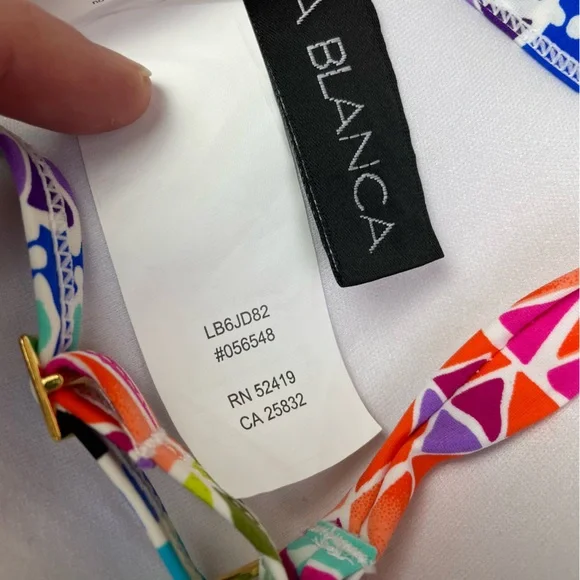 A BLANCA
LB6JD82
#056548
RN 52419
CA 25832